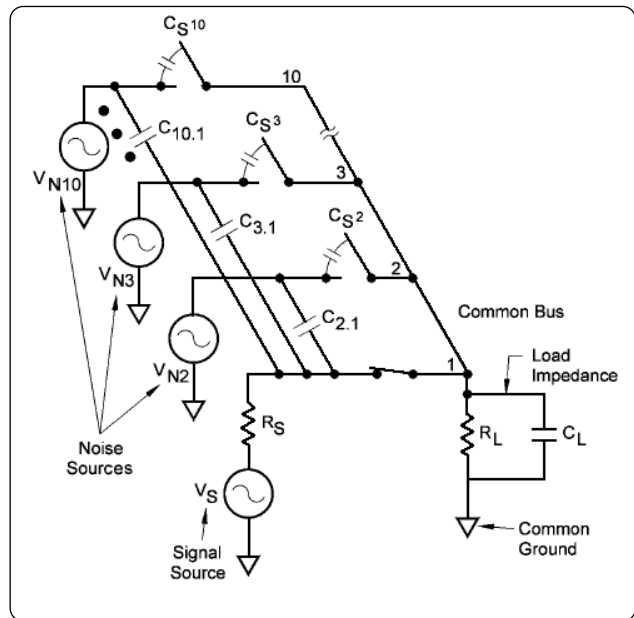 CS10
10
C10.1
CS3
VN10
3
C3.1
CS2
VN3
2
C2.1
Common Bus
VN2
1
Load
Impedance
Noise
Sources
RS
RL
CL
VS
Signal
Source
Common
Ground